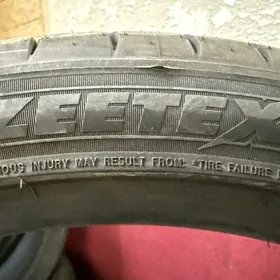 ZEETEX
OUS INJURY MAY RESULT FROM: -TIRE FAILURE